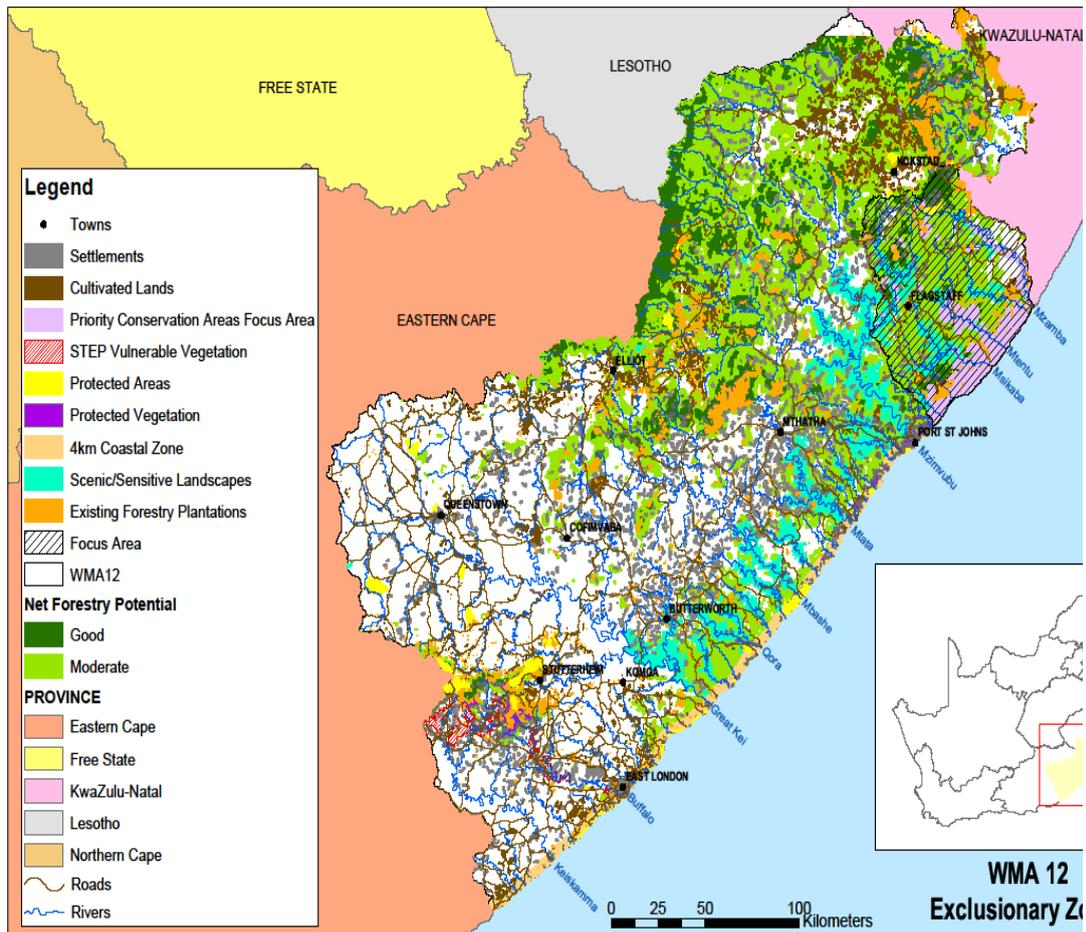 KWAZULU-NATAL
LESOTHO
FREE STATE
KOKSTAD
Legend
Towns
Settlements
Cultivated Lands
Priority Conservation Areas Focus Area
STEP Vulnerable Vegetation
Protected Areas
Protected Vegetation
4km Coastal Zone
Scenic/Sensitive Landscapes
Existing Forestry Plantations
Focus Area
WMA12
Net Forestry Potential
Good
Moderate
PROVINCE
Eastern Cape
Free State
KwaZulu-Natal
Lesotho
Northern Cape
Roads
Rivers
EASTERN CAPE
FLAGSTAFF
Mzamba
Mtentu
Msikaba
ELLIOT
MTHATHA
PORT ST JOHNS
Mzimvubu
QUEENSTOWN
COFIMVABA
Mtata
BUTTERWORTH
Mbashe
Qora
STUTTERHEIM
KOMGA
Great Kei
EAST LONDON
Buffalo
Keiskamma
0 25 50 100
Kilometers
WMA 12
Exclusionary Zo